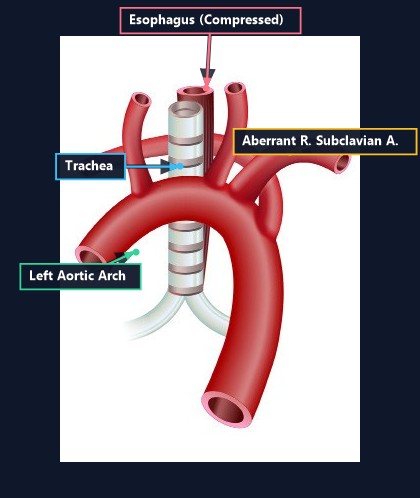 Esophagus (Compressed)
Aberrant R. Subclavian A.
Trachea
Left Aortic Arch